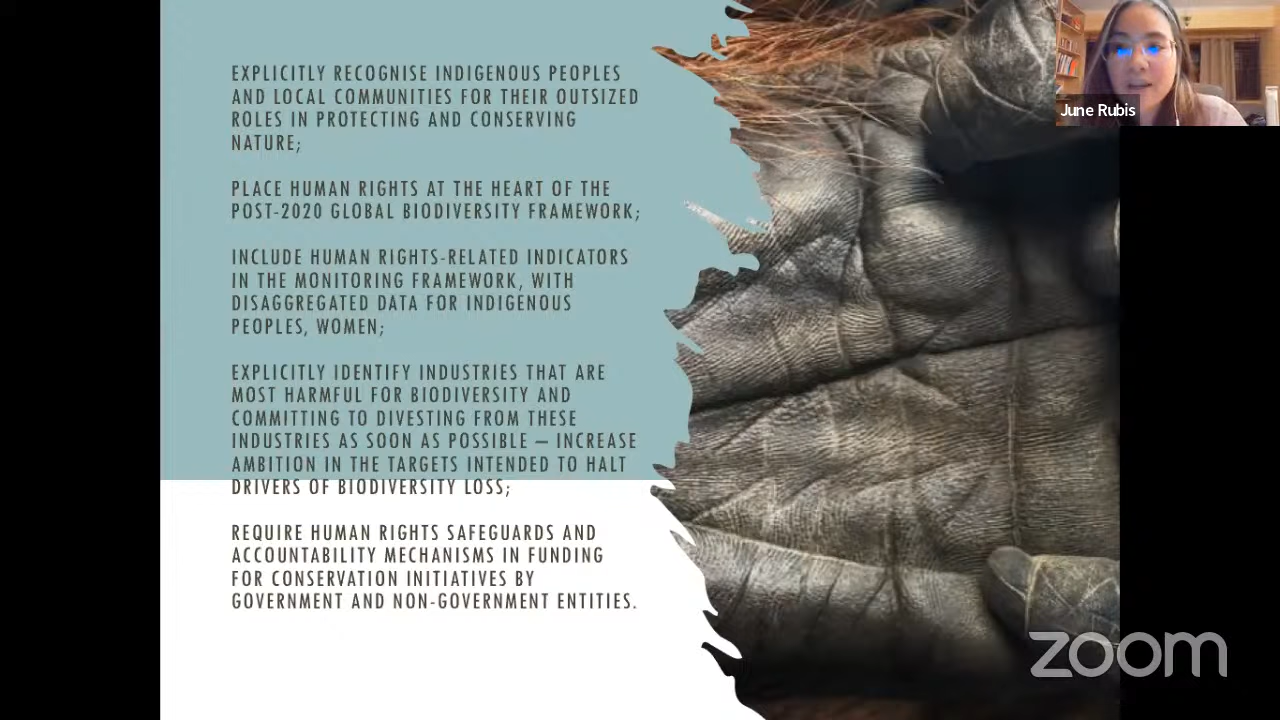 EXPLICITLY RECOGNISE INDIGENOUS PEOPLES
AND LOCAL COMMUNITIES FOR THEIR OUTSIZED
ROLES IN PROTECTING AND CONSERVING
NATURE;
PLACE HUMAN RIGHTS AT THE HEART OF THE
POST-2020 GLOBAL BIODIVERSITY FRAMEWORK;
INCLUDE HUMAN RIGHTS-RELATED INDICATORS
IN THE MONITORING FRAMEWORK, WITH
DISAGGREGATED DATA FOR INDIGENOUS
PEOPLES, WOMEN;
EXPLICITLY IDENTIFY INDUSTRIES THAT ARE
MOST HARMFUL FOR BIODIVERSITY AND
COMMITTING TO DIVESTING FROM THESE
INDUSTRIES AS SOON AS POSSIBLE – INCREASE
AMBITION IN THE TARGETS INTENDED TO HALT
DRIVERS OF BIODIVERSITY LOSS;
REQUIRE HUMAN RIGHTS SAFEGUARDS AND
ACCOUNTABILITY MECHANISMS IN FUNDING
FOR CONSERVATION INITIATIVES BY
GOVERNMENT AND NON-GOVERNMENT ENTITIES.
June Rubis
zoom